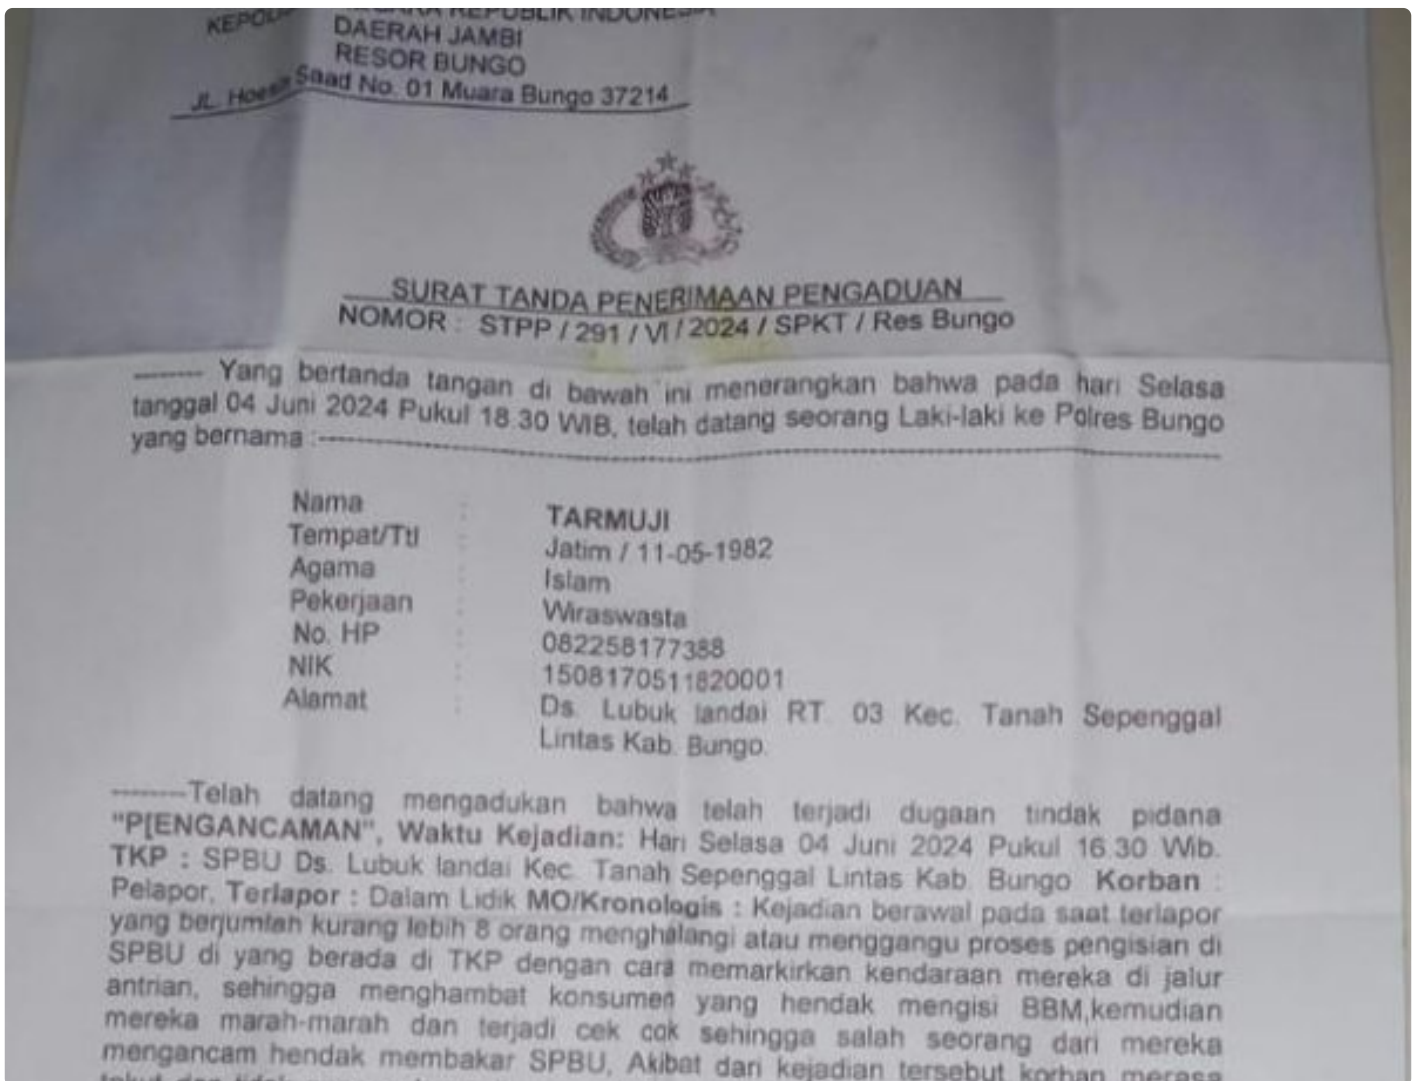 NEGARA REPUBLIK INDONESIA
DAERAH JAMBI
RESOR BUNGO
JL. Hoesin Saad No. 01 Muara Bungo 37214
SURAT TANDA PENERIMAAN PENGADUAN
NOMOR : STPP / 291 / VI / 2024 / SPKT / Res Bungo
-------- Yang bertanda tangan di bawah ini menerangkan bahwa pada hari Selasa
tanggal 04 Juni 2024 Pukul 18.30 WIB, telah datang seorang Laki-laki ke Polres Bungo
yang bernama :--------
Nama : TARMUJI
Tempat/Ttl : Jatim / 11-05-1982
Agama : Islam
Pekerjaan : Wiraswasta
No. HP : 082258177388
NIK : 1508170511820001
Alamat : Ds. Lubuk landai RT. 03 Kec. Tanah Sepenggal
Lintas Kab. Bungo.
--------Telah datang mengadukan bahwa telah terjadi dugaan tindak pidana
"P[ENGANCAMAN", Waktu Kejadian: Hari Selasa 04 Juni 2024 Pukul 16.30 Wib.
TKP : SPBU Ds. Lubuk landai Kec. Tanah Sepenggal Lintas Kab. Bungo Korban :
Pelapor, Terlapor : Dalam Lidik MO/Kronologis : Kejadian berawal pada saat terlapor
yang berjumlah kurang lebih 8 orang menghalangi atau menggangu proses pengisian di
SPBU di yang berada di TKP dengan cara memarkirkan kendaraan mereka di jalur
antrian, sehingga menghambat konsumen yang hendak mengisi BBM,kemudian
mereka marah-marah dan terjadi cek cok sehingga salah seorang dari mereka
mengancam hendak membakar SPBU, Akibat dari kejadian tersebut korban merasa